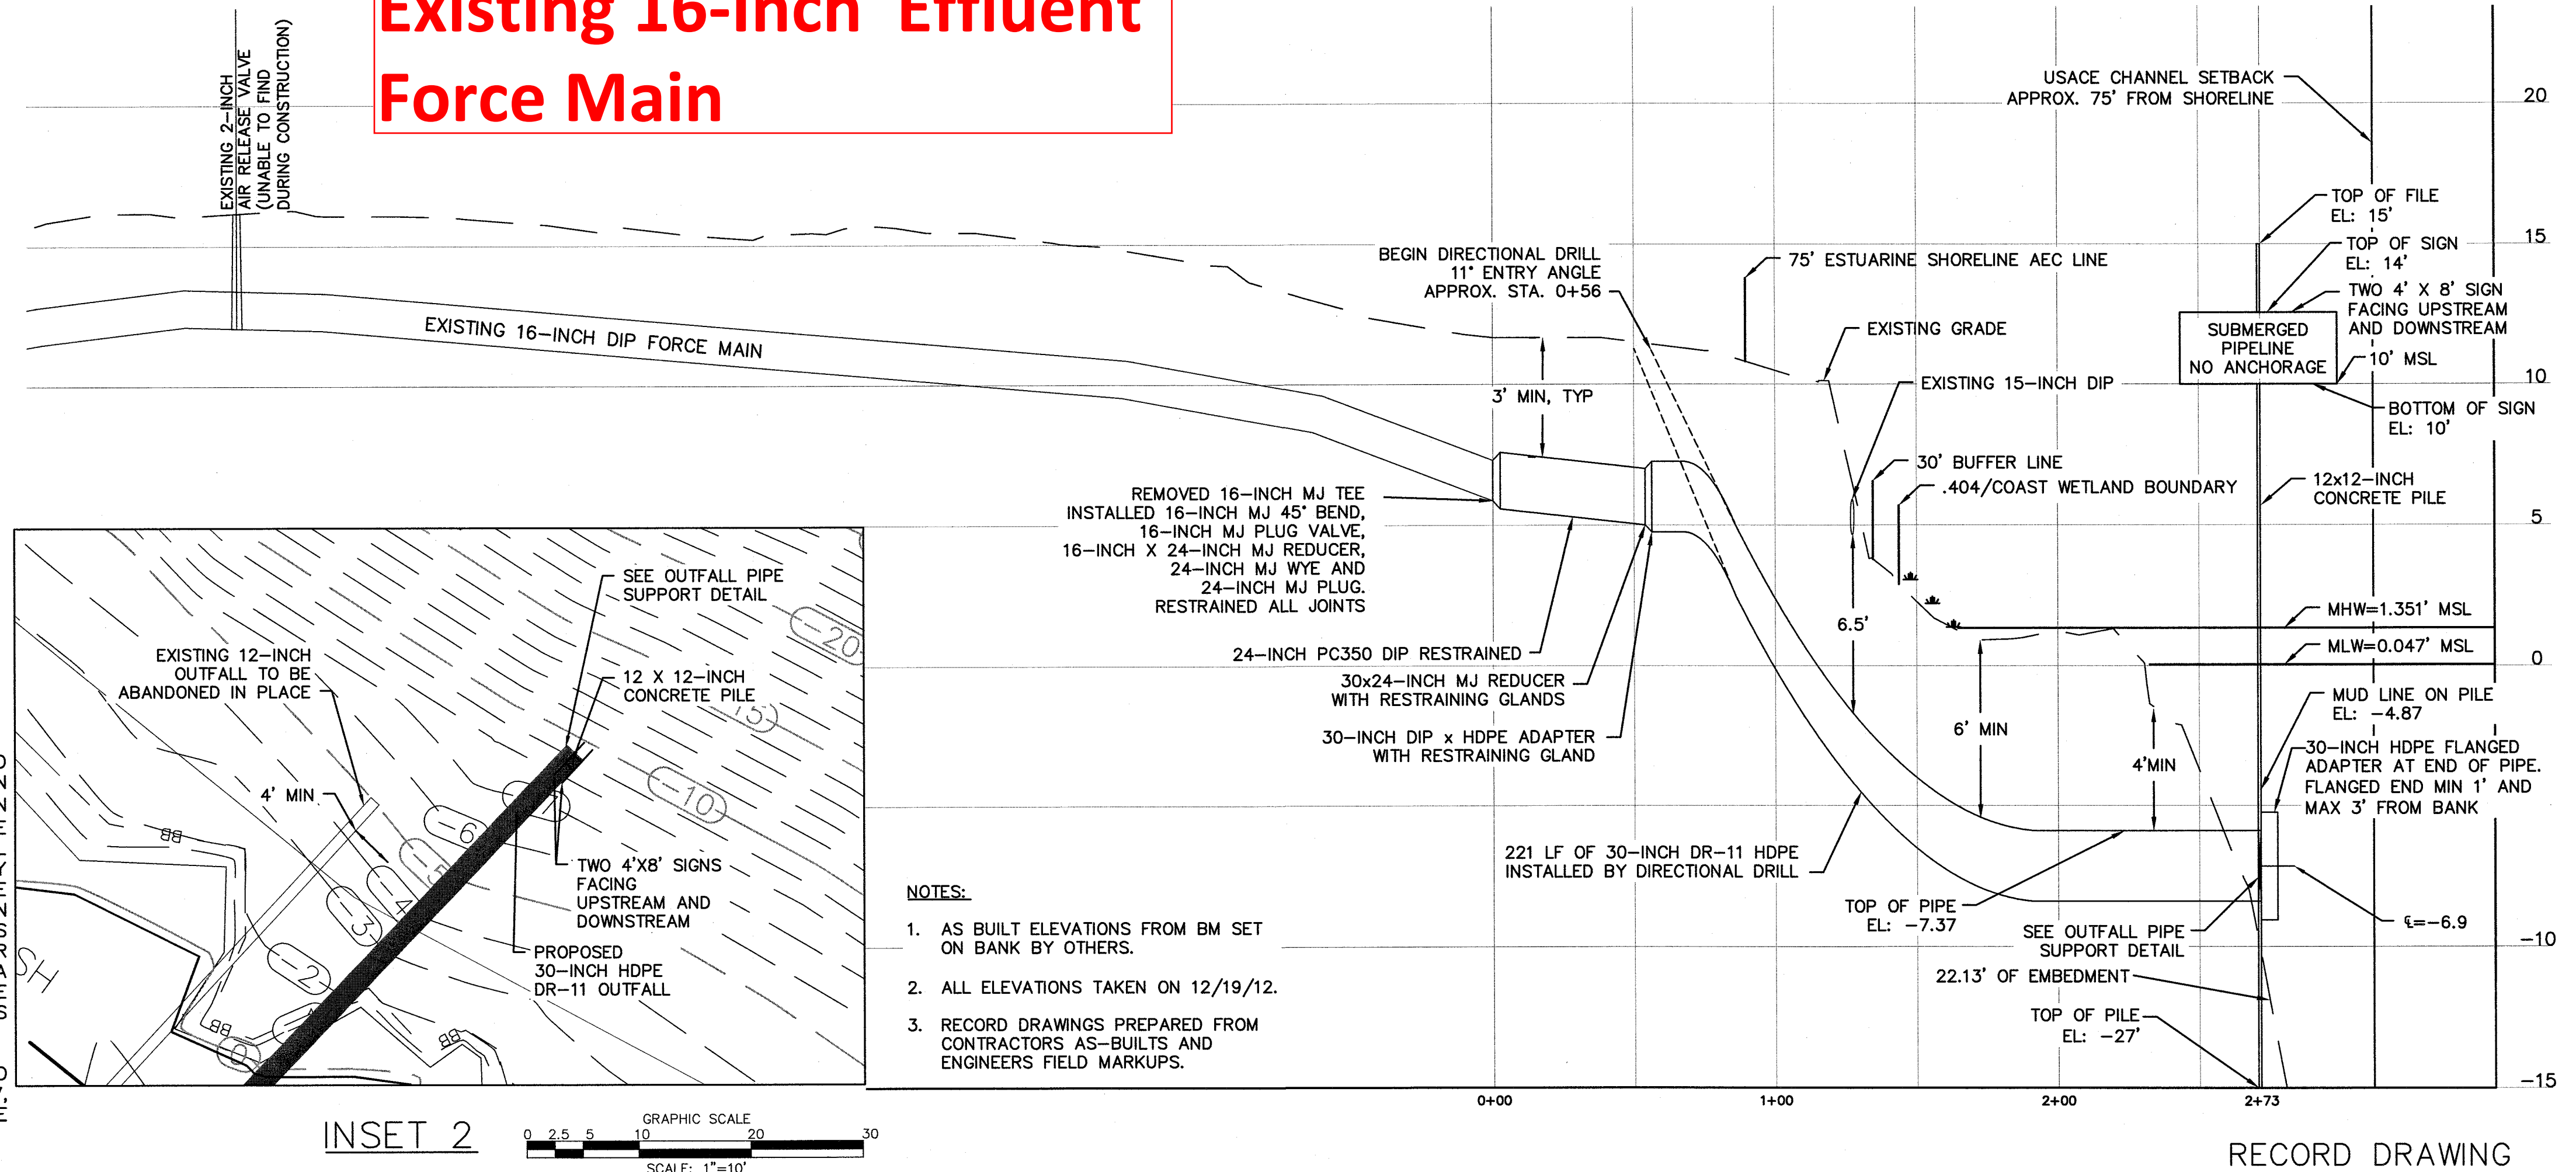 Existing 16-Inch Effluent
Force Main
EXISTING 2-INCH
AIR RELEASE VALVE
(UNABLE TO FIND
DURING CONSTRUCTION)
EXISTING 16-INCH DIP FORCE MAIN
USACE CHANNEL SETBACK
APPROX. 75' FROM SHORELINE
20
15
10
5
0
-10
-15
TOP OF FILE
EL: 15'
TOP OF SIGN
EL: 14'
TWO 4' X 8' SIGN
FACING UPSTREAM
AND DOWNSTREAM
SUBMERGED
PIPELINE
NO ANCHORAGE
10' MSL
BOTTOM OF SIGN
EL: 10'
BEGIN DIRECTIONAL DRILL
11° ENTRY ANGLE
APPROX. STA. 0+56
75' ESTUARINE SHORELINE AEC LINE
EXISTING GRADE
3' MIN, TYP
EXISTING 15-INCH DIP
30' BUFFER LINE
.404/COAST WETLAND BOUNDARY
12x12-INCH
CONCRETE PILE
REMOVED 16-INCH MJ TEE
INSTALLED 16-INCH MJ 45° BEND,
16-INCH MJ PLUG VALVE,
16-INCH X 24-INCH MJ REDUCER,
24-INCH MJ WYE AND
24-INCH MJ PLUG.
RESTRAINED ALL JOINTS
24-INCH PC350 DIP RESTRAINED
30x24-INCH MJ REDUCER
WITH RESTRAINING GLANDS
30-INCH DIP x HDPE ADAPTER
WITH RESTRAINING GLAND
6.5'
6' MIN
4'MIN
MHW=1.351' MSL
MLW=0.047' MSL
MUD LINE ON PILE
EL: -4.87
30-INCH HDPE FLANGED
ADAPTER AT END OF PIPE.
FLANGED END MIN 1' AND
MAX 3' FROM BANK
221 LF OF 30-INCH DR-11 HDPE
INSTALLED BY DIRECTIONAL DRILL
TOP OF PIPE
EL: -7.37
SEE OUTFALL PIPE
SUPPORT DETAIL
℄=-6.9
22.13' OF EMBEDMENT
TOP OF PILE
EL: -27'
0+00
1+00
2+00
2+73
NOTES:
1. AS BUILT ELEVATIONS FROM BM SET
ON BANK BY OTHERS.
2. ALL ELEVATIONS TAKEN ON 12/19/12.
3. RECORD DRAWINGS PREPARED FROM
CONTRACTORS AS-BUILTS AND
ENGINEERS FIELD MARKUPS.
SEE OUTFALL PIPE
SUPPORT DETAIL
EXISTING 12-INCH
OUTFALL TO BE
ABANDONED IN PLACE
12 X 12-INCH
CONCRETE PILE
4' MIN
TWO 4'X8' SIGNS
FACING
UPSTREAM AND
DOWNSTREAM
PROPOSED
30-INCH HDPE
DR-11 OUTFALL
-20
-15
-10
-6
-4
-3
-2
0
BB
BB
BB
SH
INSET 2
GRAPHIC SCALE
0 2.5 5 10 20 30
SCALE: 1"=10'
RECORD DRAWING